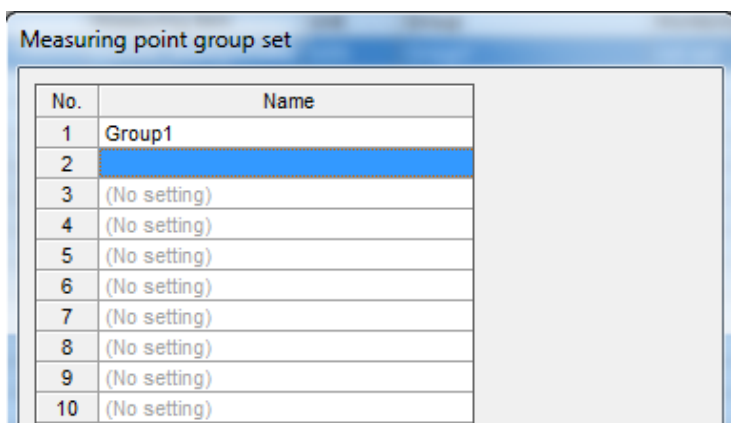 Measuring point group set
No. Name
1 Group1
2
3 (No setting)
4 (No setting)
5 (No setting)
6 (No setting)
7 (No setting)
8 (No setting)
9 (No setting)
10 (No setting)